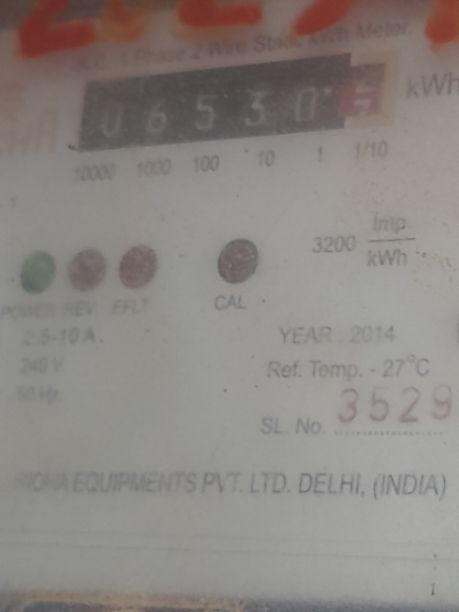 A.C. 1 Phase 2 Wire Static kWh Meter.
0 6 5 3 0 kWh
10000 1000 100 10 1 1/10
3200 Imp / kWh
POWER REV EFLT CAL
2.5-10 A. YEAR : 2014
240 V Ref. Temp. - 27°C
50 Hz.
SL. No. 3529
EQUIPMENTS PVT. LTD. DELHI, (INDIA)